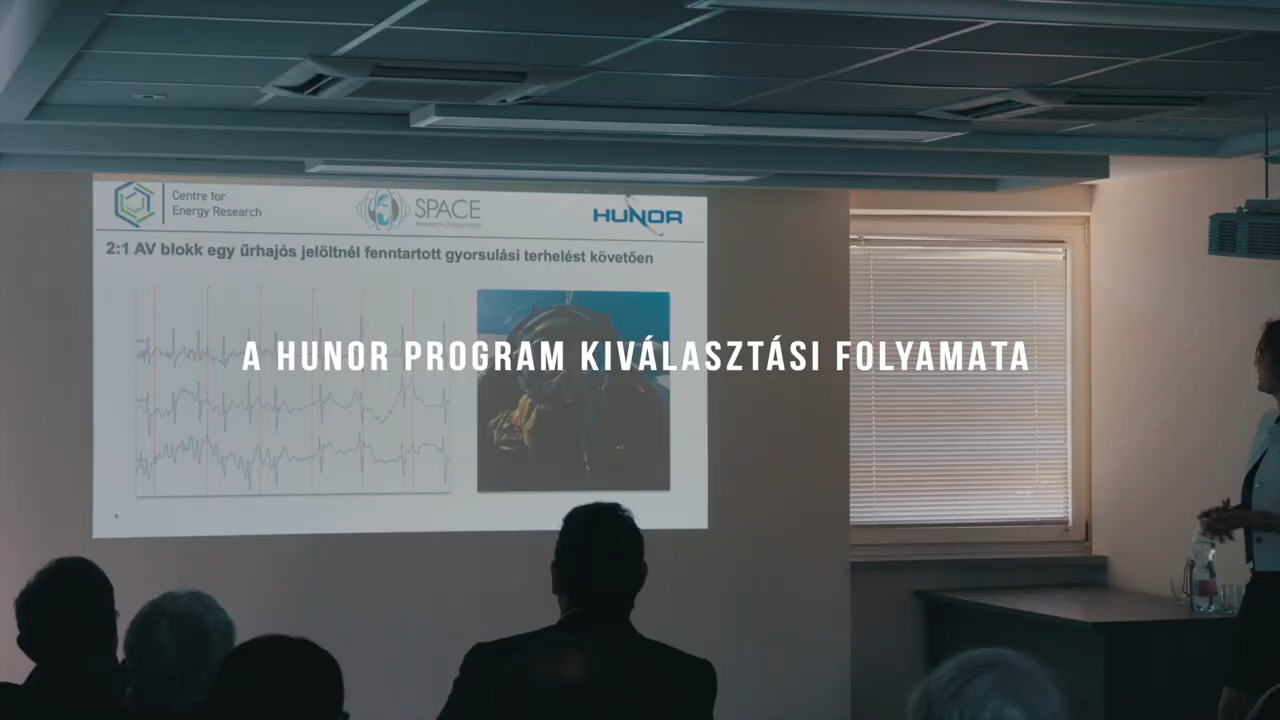 Centre for
Energy Research
SPACE
Research Department
HUNOR
2:1 AV blokk egy űrhajós jelöltnél fenntartott gyorsulási terhelést követően
A HUNOR PROGRAM KIVÁLASZTÁSI FOLYAMATA